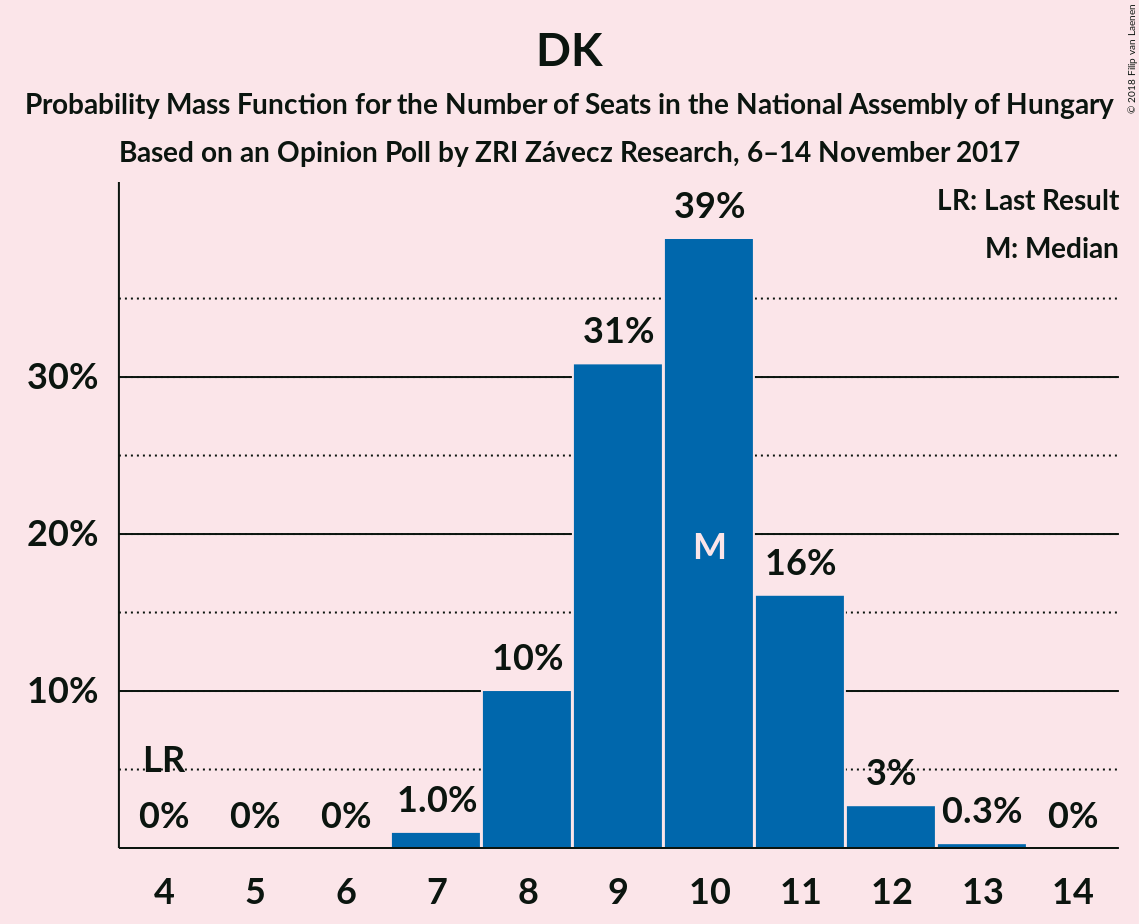 DK
Probability Mass Function for the Number of Seats in the National Assembly of Hungary
Based on an Opinion Poll by ZRI Závecz Research, 6–14 November 2017
© 2018 Filip van Laenen
LR: Last Result
M: Median
39%
31%
30%
20%
M
16%
10%
10%
LR
3%
0% 0% 0% 1.0% 0.3% 0%
4 5 6 7 8 9 10 11 12 13 14